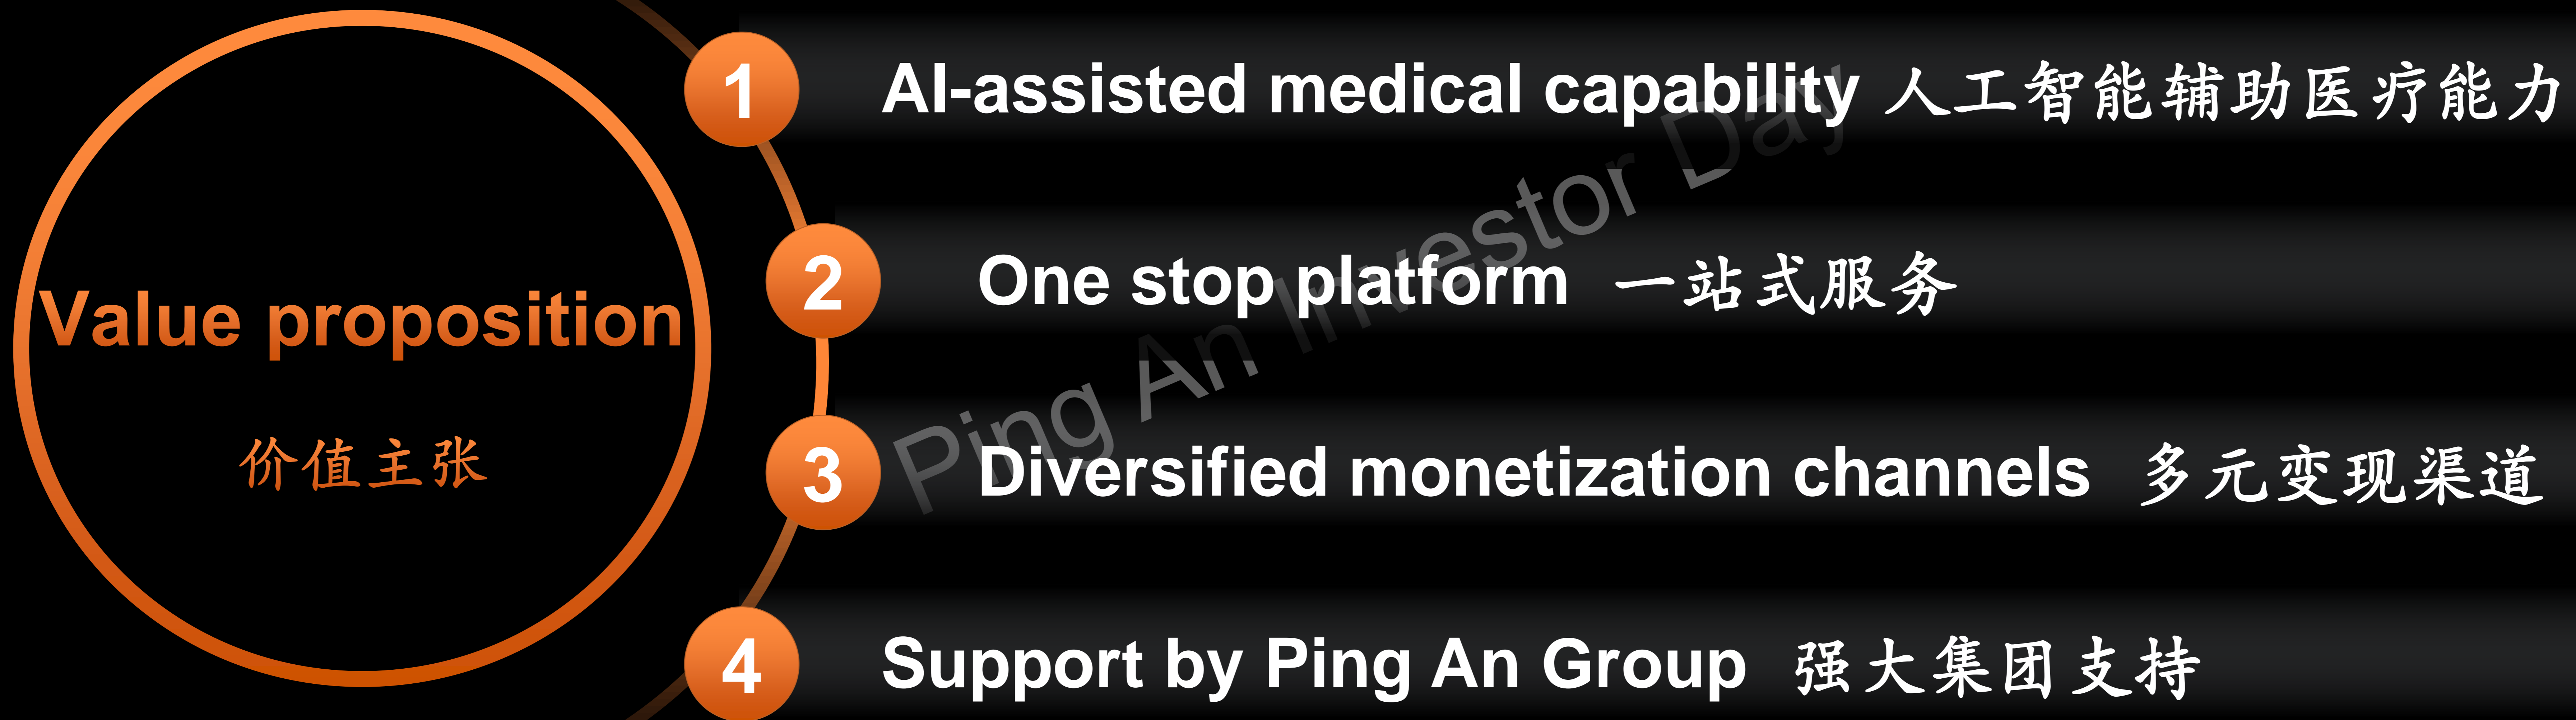 Value proposition
价值主张
1 AI-assisted medical capability 人工智能辅助医疗能力
2 One stop platform 一站式服务
3 Diversified monetization channels 多元变现渠道
4 Support by Ping An Group 强大集团支持
Ping An Investor Day